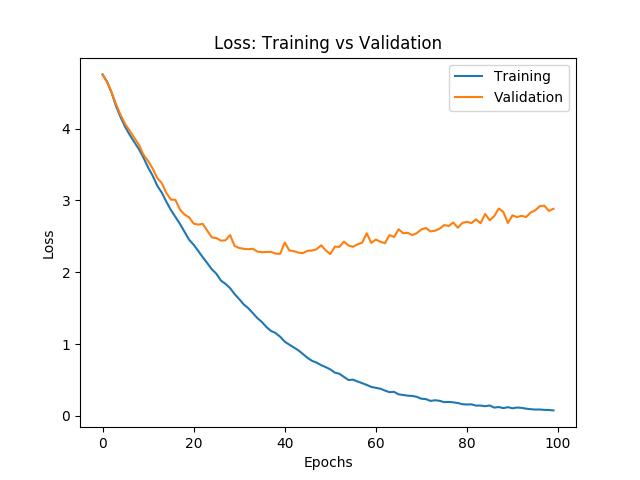 Loss: Training vs Validation
Training
Validation
4
3
2
1
0
Loss
0 20 40 60 80 100
Epochs